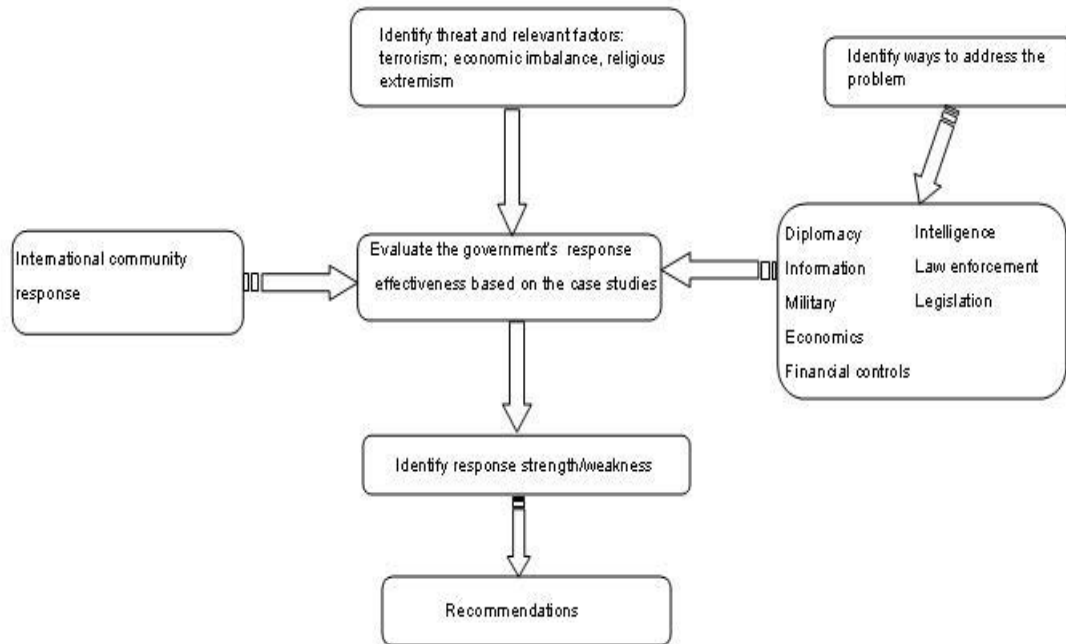 Identify threat and relevant factors:
terrorism; economic imbalance, religious
extremism
Identify ways to address the
problem
International community
response
Evaluate the government's response
effectiveness based on the case studies
Diplomacy
Information
Military
Economics
Financial controls
Intelligence
Law enforcement
Legislation
Identify response strength/weakness
Recommendations